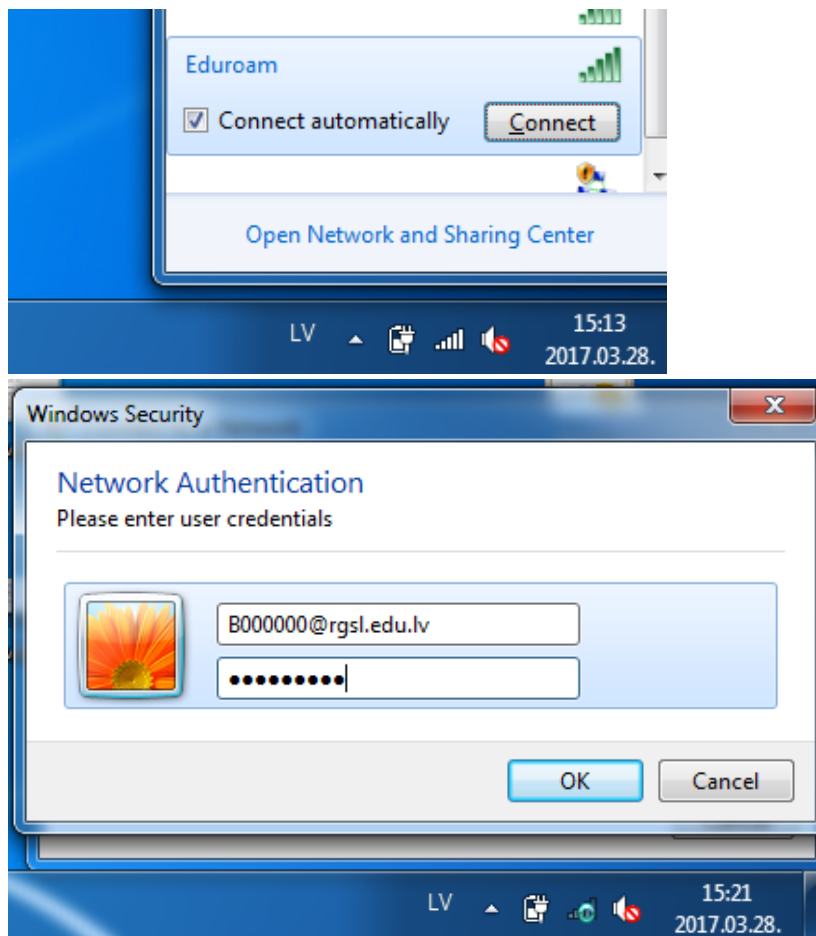 Eduroam
Connect automatically
Connect
Open Network and Sharing Center
LV
15:13
2017.03.28.
Windows Security
Network Authentication
Please enter user credentials
B000000@rgsl.edu.lv
●●●●●●●●●
OK
Cancel
LV
15:21
2017.03.28.